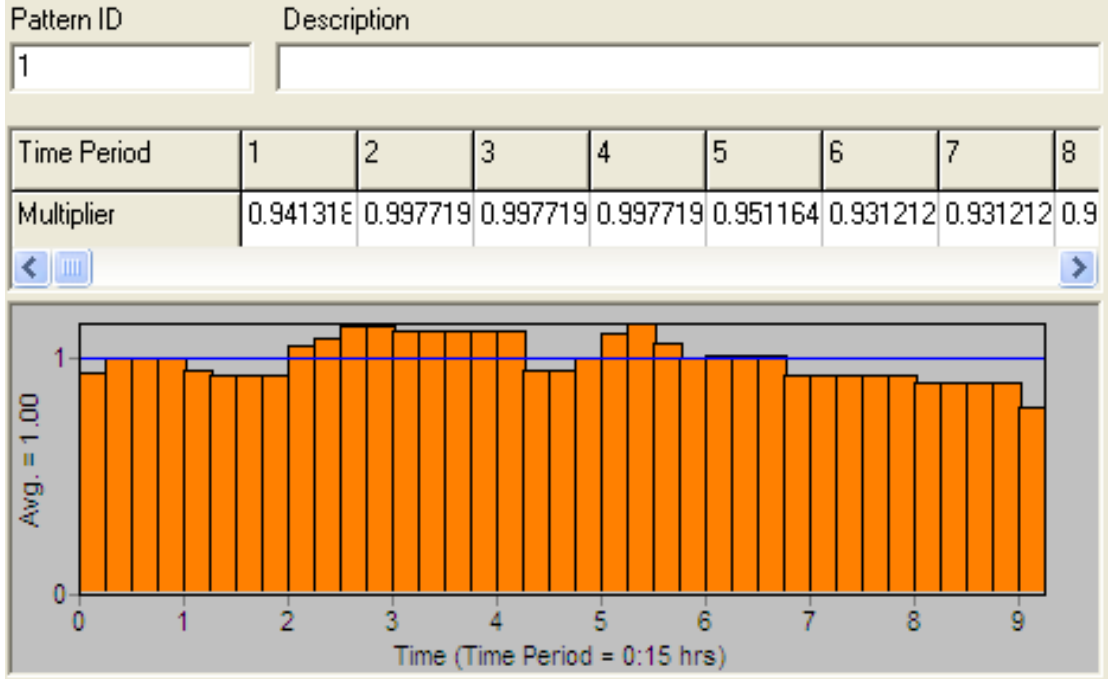 Pattern ID Description
1
Time Period 1 2 3 4 5 6 7 8
Multiplier 0.941318 0.997719 0.997719 0.997719 0.951164 0.931212 0.931212 0.9
1
Avg. = 1.00
0
0 1 2 3 4 5 6 7 8 9
Time (Time Period = 0:15 hrs)